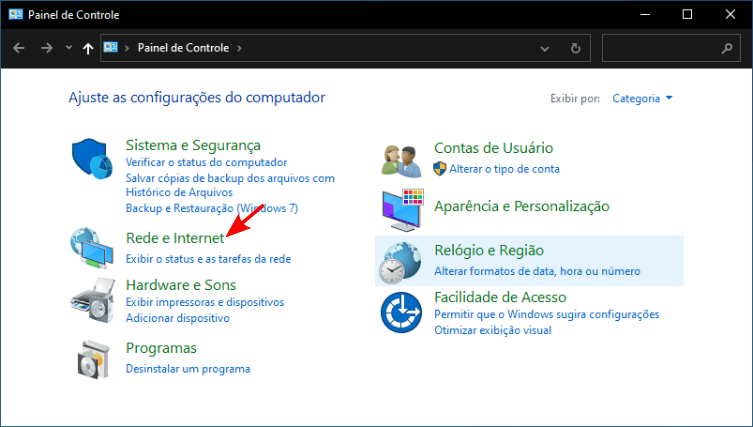 Painel de Controle
Painel de Controle
Ajuste as configurações do computador
Exibir por: Categoria
Sistema e Segurança
Verificar o status do computador
Salvar cópias de backup dos arquivos com
Histórico de Arquivos
Backup e Restauração (Windows 7)
Rede e Internet
Exibir o status e as tarefas da rede
Hardware e Sons
Exibir impressoras e dispositivos
Adicionar dispositivo
Programas
Desinstalar um programa
Contas de Usuário
Alterar o tipo de conta
Aparência e Personalização
Relógio e Região
Alterar formatos de data, hora ou número
Facilidade de Acesso
Permitir que o Windows sugira configurações
Otimizar exibição visual